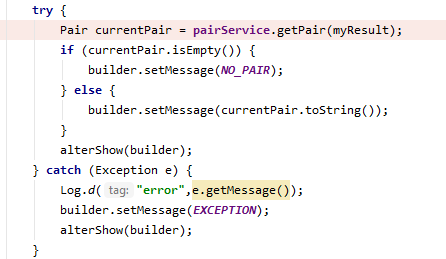 try {
Pair currentPair = pairService.getPair(myResult);
if (currentPair.isEmpty()) {
builder.setMessage(NO_PAIR);
} else {
builder.setMessage(currentPair.toString());
}
alterShow(builder);
} catch (Exception e) {
Log.d( tag: "error",e.getMessage());
builder.setMessage(EXCEPTION);
alterShow(builder);
}